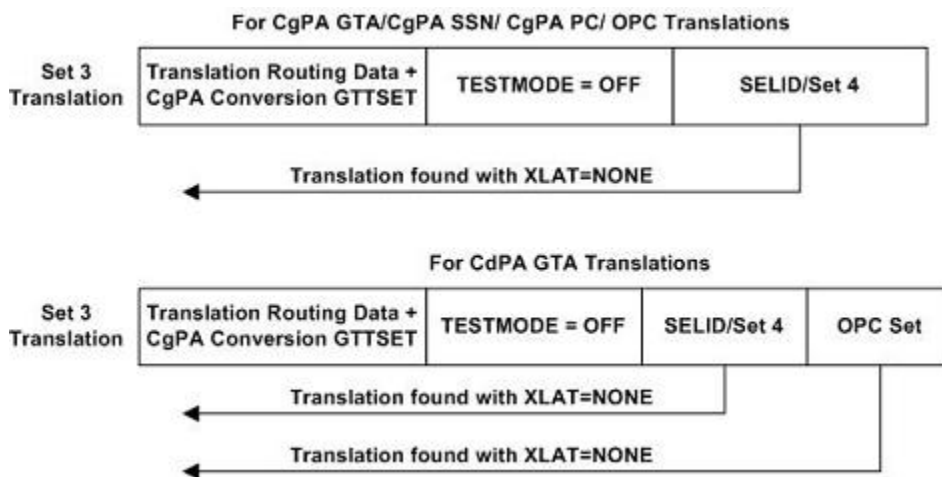 For CgPA GTA/CgPA SSN/ CgPA PC/ OPC Translations
Set 3
Translation
Translation Routing Data +
CgPA Conversion GTTSET
TESTMODE = OFF
SELID/Set 4
Translation found with XLAT=NONE
For CdPA GTA Translations
Set 3
Translation
Translation Routing Data +
CgPA Conversion GTTSET
TESTMODE = OFF
SELID/Set 4
OPC Set
Translation found with XLAT=NONE
Translation found with XLAT=NONE